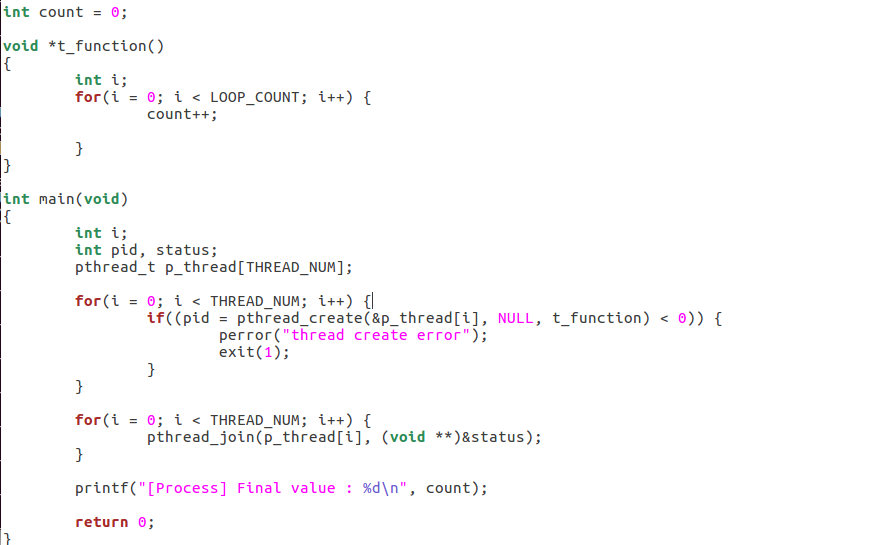 int count = 0;
void *t_function()
{
int i;
for(i = 0; i < LOOP_COUNT; i++) {
count++;
}
}
int main(void)
{
int i;
int pid, status;
pthread_t p_thread[THREAD_NUM];
for(i = 0; i < THREAD_NUM; i++) {
if((pid = pthread_create(&p_thread[i], NULL, t_function) < 0)) {
perror("thread create error");
exit(1);
}
}
for(i = 0; i < THREAD_NUM; i++) {
pthread_join(p_thread[i], (void **)&status);
}
printf("[Process] Final value : %d\n", count);
return 0;
}